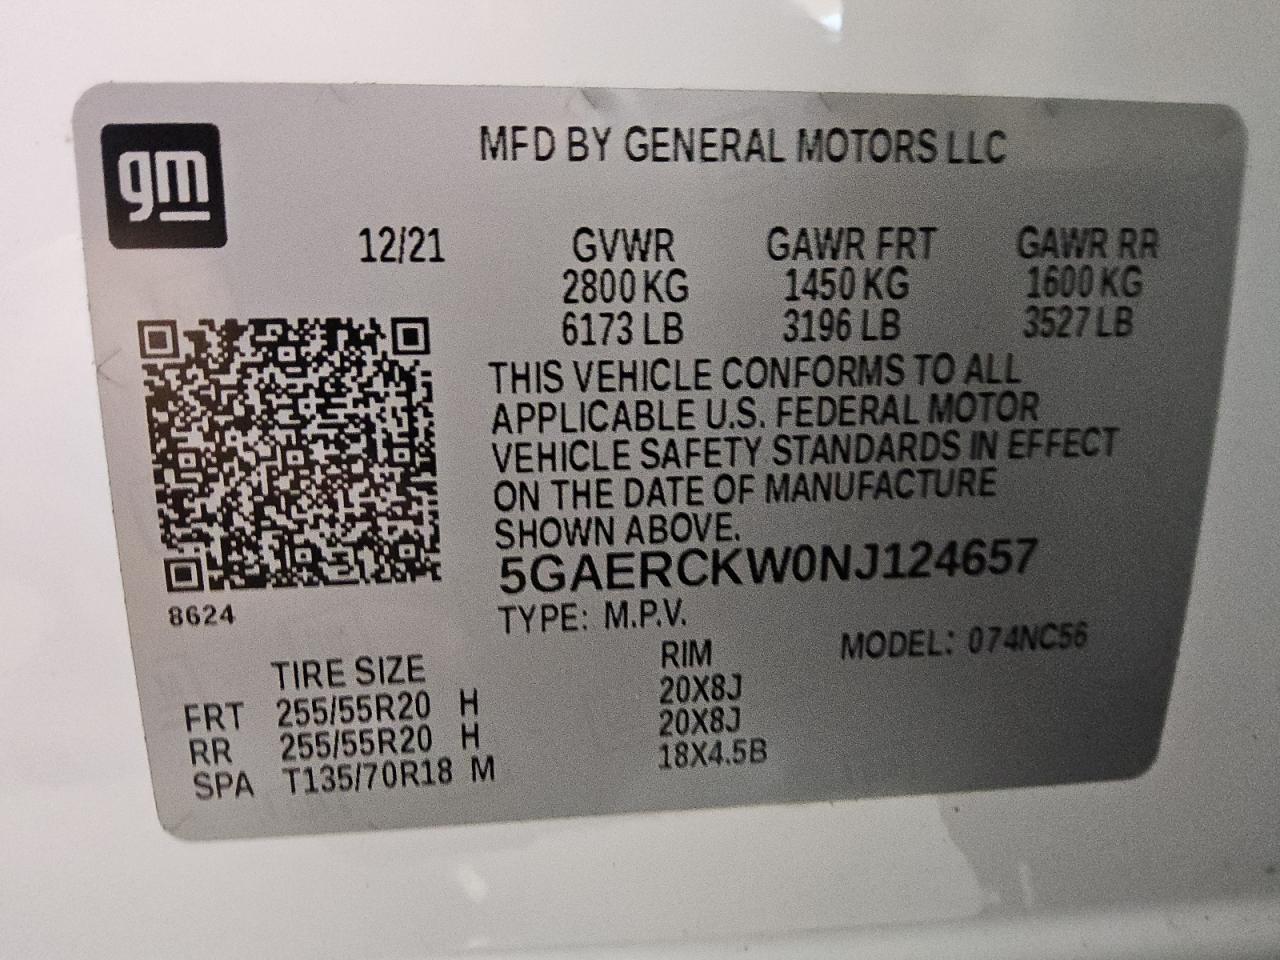 gm
MFD BY GENERAL MOTORS LLC
12/21 GVWR GAWR FRT GAWR RR
2800 KG 1450 KG 1600 KG
6173 LB 3196 LB 3527 LB
THIS VEHICLE CONFORMS TO ALL
APPLICABLE U.S. FEDERAL MOTOR
VEHICLE SAFETY STANDARDS IN EFFECT
ON THE DATE OF MANUFACTURE
SHOWN ABOVE.
5GAERCKW0NJ124657
8624 TYPE: M.P.V. MODEL: 074NC56
TIRE SIZE RIM
FRT 255/55R20 H 20X8J
RR 255/55R20 H 20X8J
SPA T135/70R18 M 18X4.5B